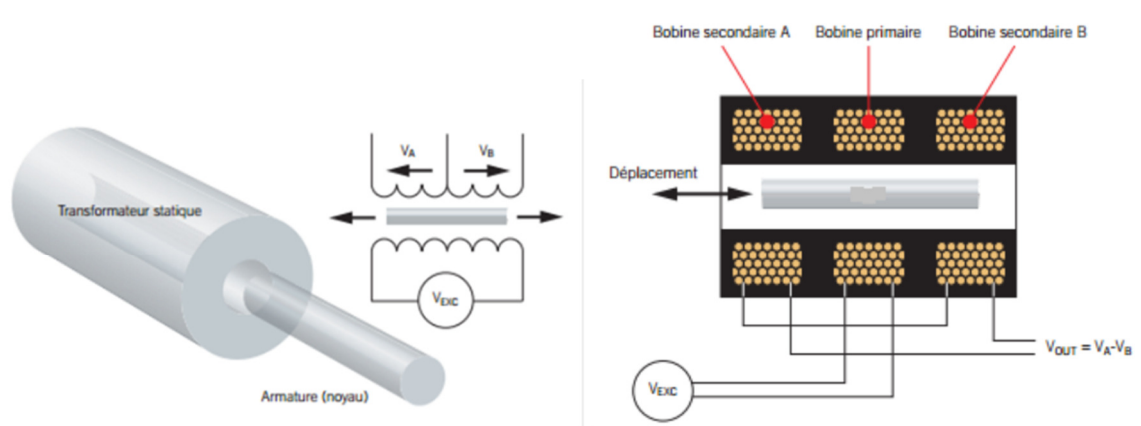 Transformateur statique
Armature (noyau)
VA
VB
VEXC
Bobine secondaire A
Bobine primaire
Bobine secondaire B
Déplacement
VEXC
VOUT = VA-VB